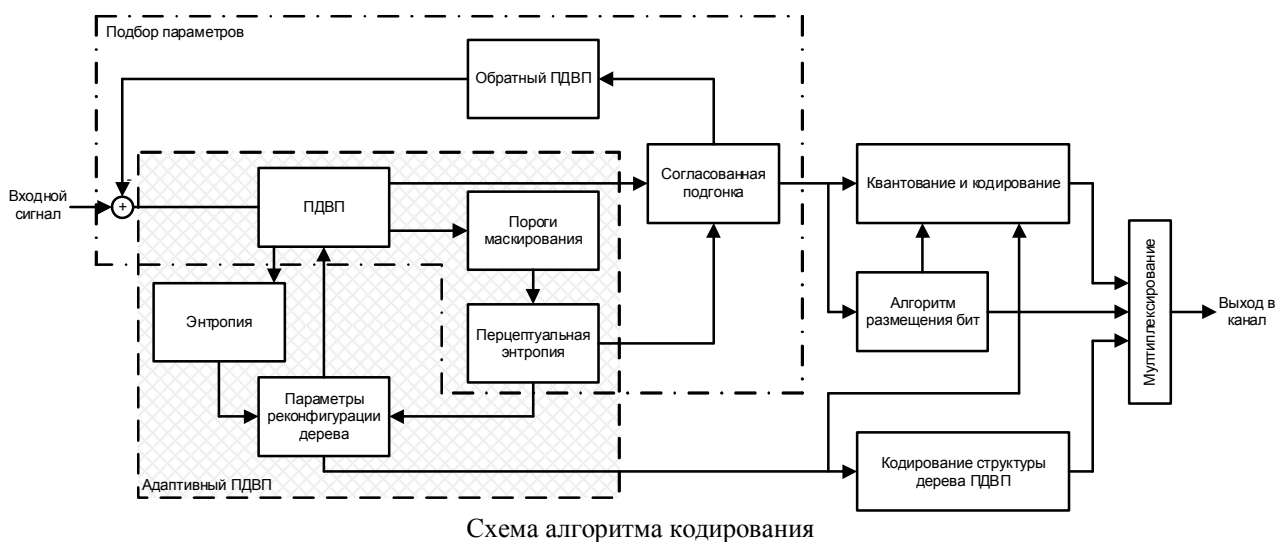 Подбор параметров
Обратный ПДВП
-
Входной
сигнал
+
ПДВП
Согласованная
подгонка
Квантование и кодирование
Пороги
маскирования
Энтропия
Перцептуальная
энтропия
Алгоритм
размещения бит
Мултиплексирование
Выход в
канал
Параметры
реконфигурации
дерева
Кодирование структуры
дерева ПДВП
Адаптивный ПДВП
Схема алгоритма кодирования